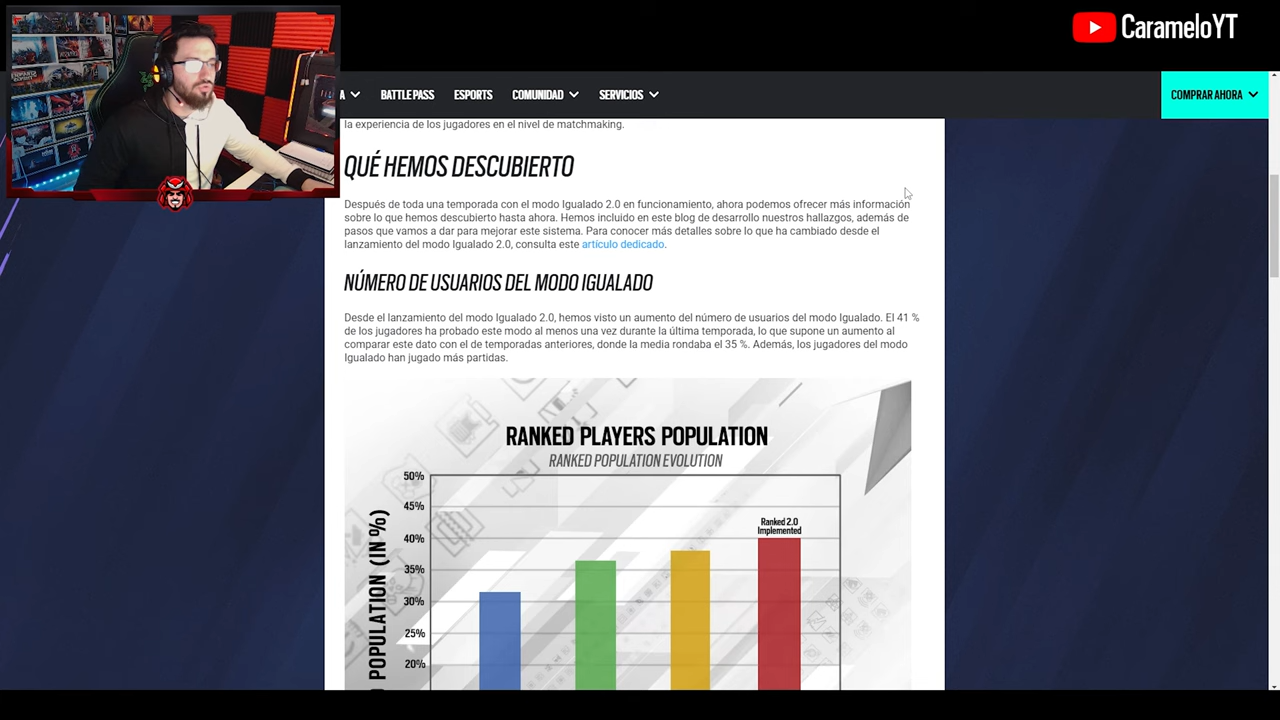 CarameloYT
A
BATTLE PASS
ESPORTS
COMUNIDAD
SERVICIOS
COMPRAR AHORA
la experiencia de los jugadores en el nivel de matchmaking.
QUÉ HEMOS DESCUBIERTO
Después de toda una temporada con el modo Igualado 2.0 en funcionamiento, ahora podemos ofrecer más información
sobre lo que hemos descubierto hasta ahora. Hemos incluido en este blog de desarrollo nuestros hallazgos, además de
pasos que vamos a dar para mejorar este sistema. Para conocer más detalles sobre lo que ha cambiado desde el
lanzamiento del modo Igualado 2.0, consulta este artículo dedicado.
NÚMERO DE USUARIOS DEL MODO IGUALADO
Desde el lanzamiento del modo Igualado 2.0, hemos visto un aumento del número de usuarios del modo Igualado. El 41 %
de los jugadores ha probado este modo al menos una vez durante la última temporada, lo que supone un aumento al
comparar este dato con el de temporadas anteriores, donde la media rondaba el 35 %. Además, los jugadores del modo
Igualado han jugado más partidas.
RANKED PLAYERS POPULATION
RANKED POPULATION EVOLUTION
50%
45%
40%
35%
30%
25%
20%
POPULATION (IN %)
Ranked 2.0
Implemented